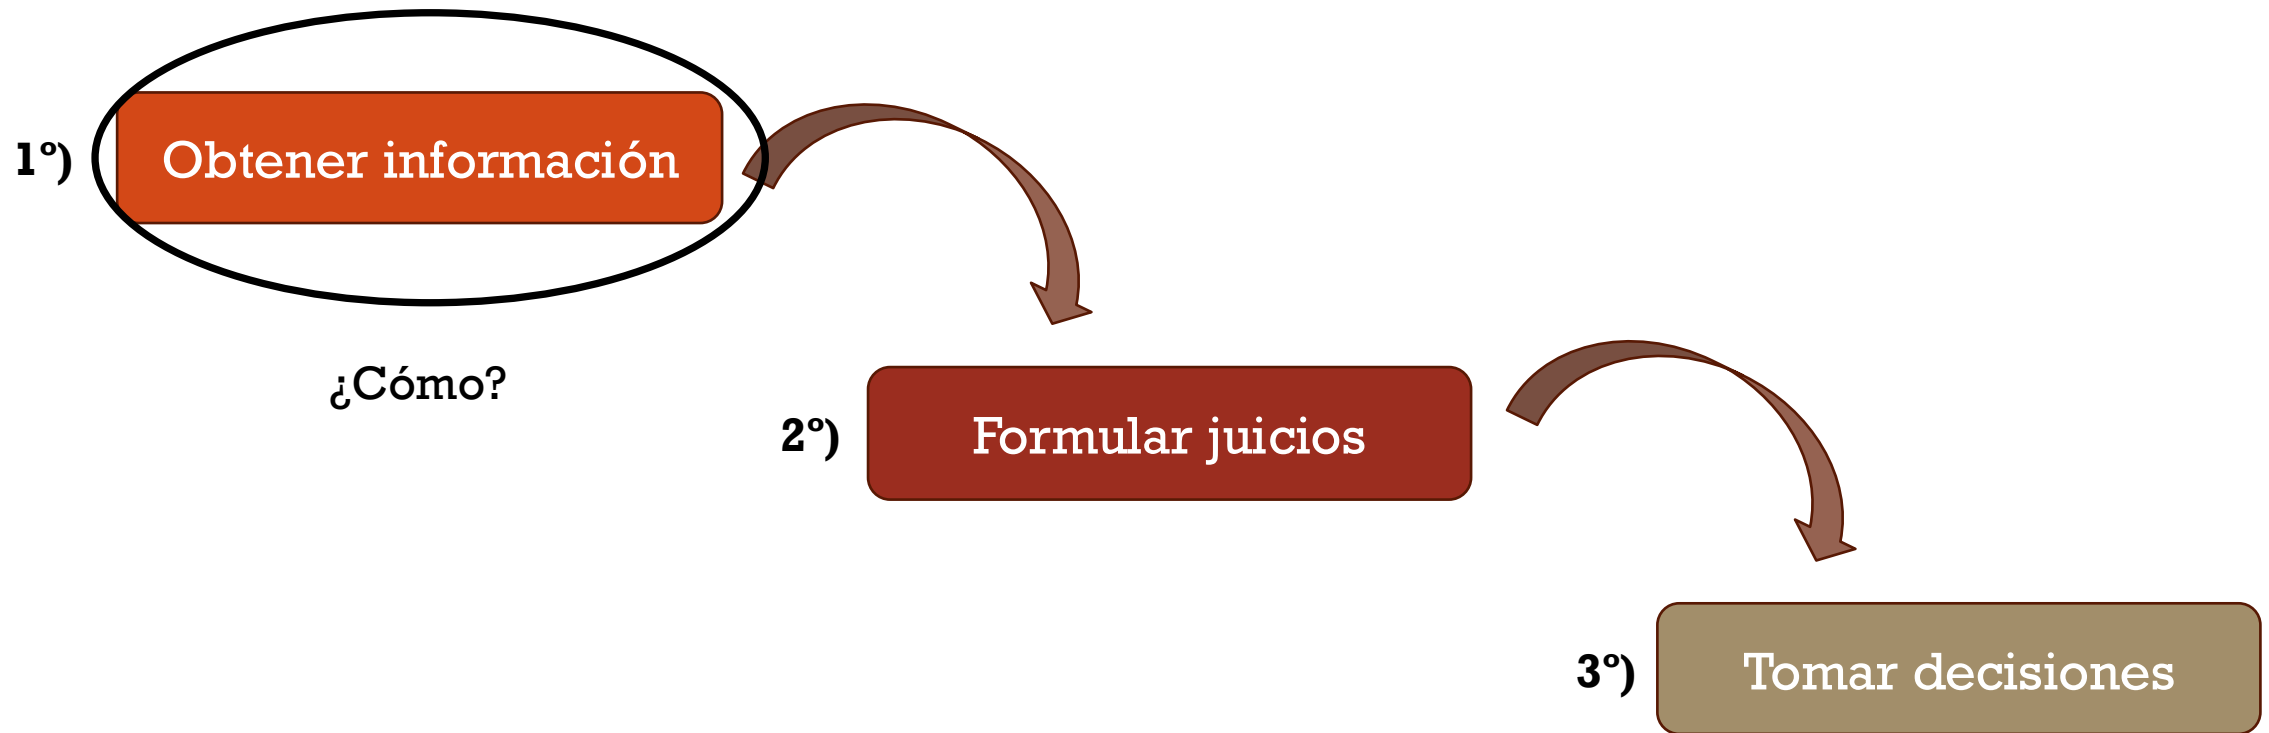 1º) Obtener información
¿Cómo?
2º) Formular juicios
3º) Tomar decisiones